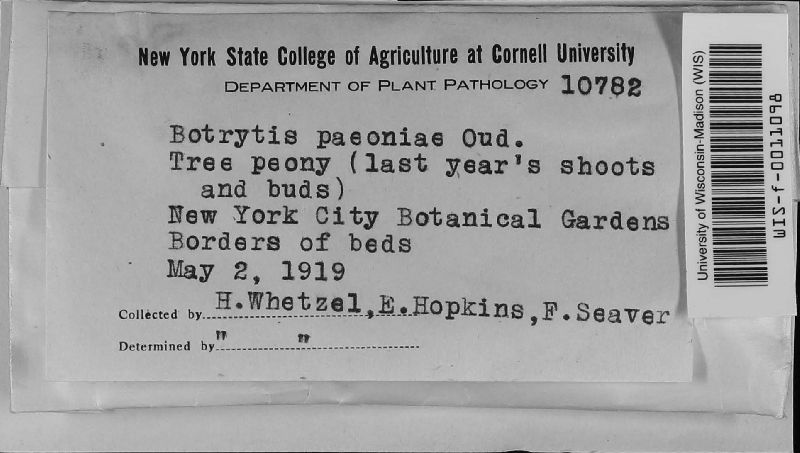 New York State College of Agriculture at Cornell University
DEPARTMENT OF PLANT PATHOLOGY 10782
Botrytis paeoniae Oud.
Tree peony (last year's shoots
and buds)
New York City Botanical Gardens
Borders of beds
May 2, 1919
Collected by H.Whetzel, E.Hopkins, F.Seaver
Determined by " "
University of Wisconsin-Madison (WIS)
WIS-f-0011098